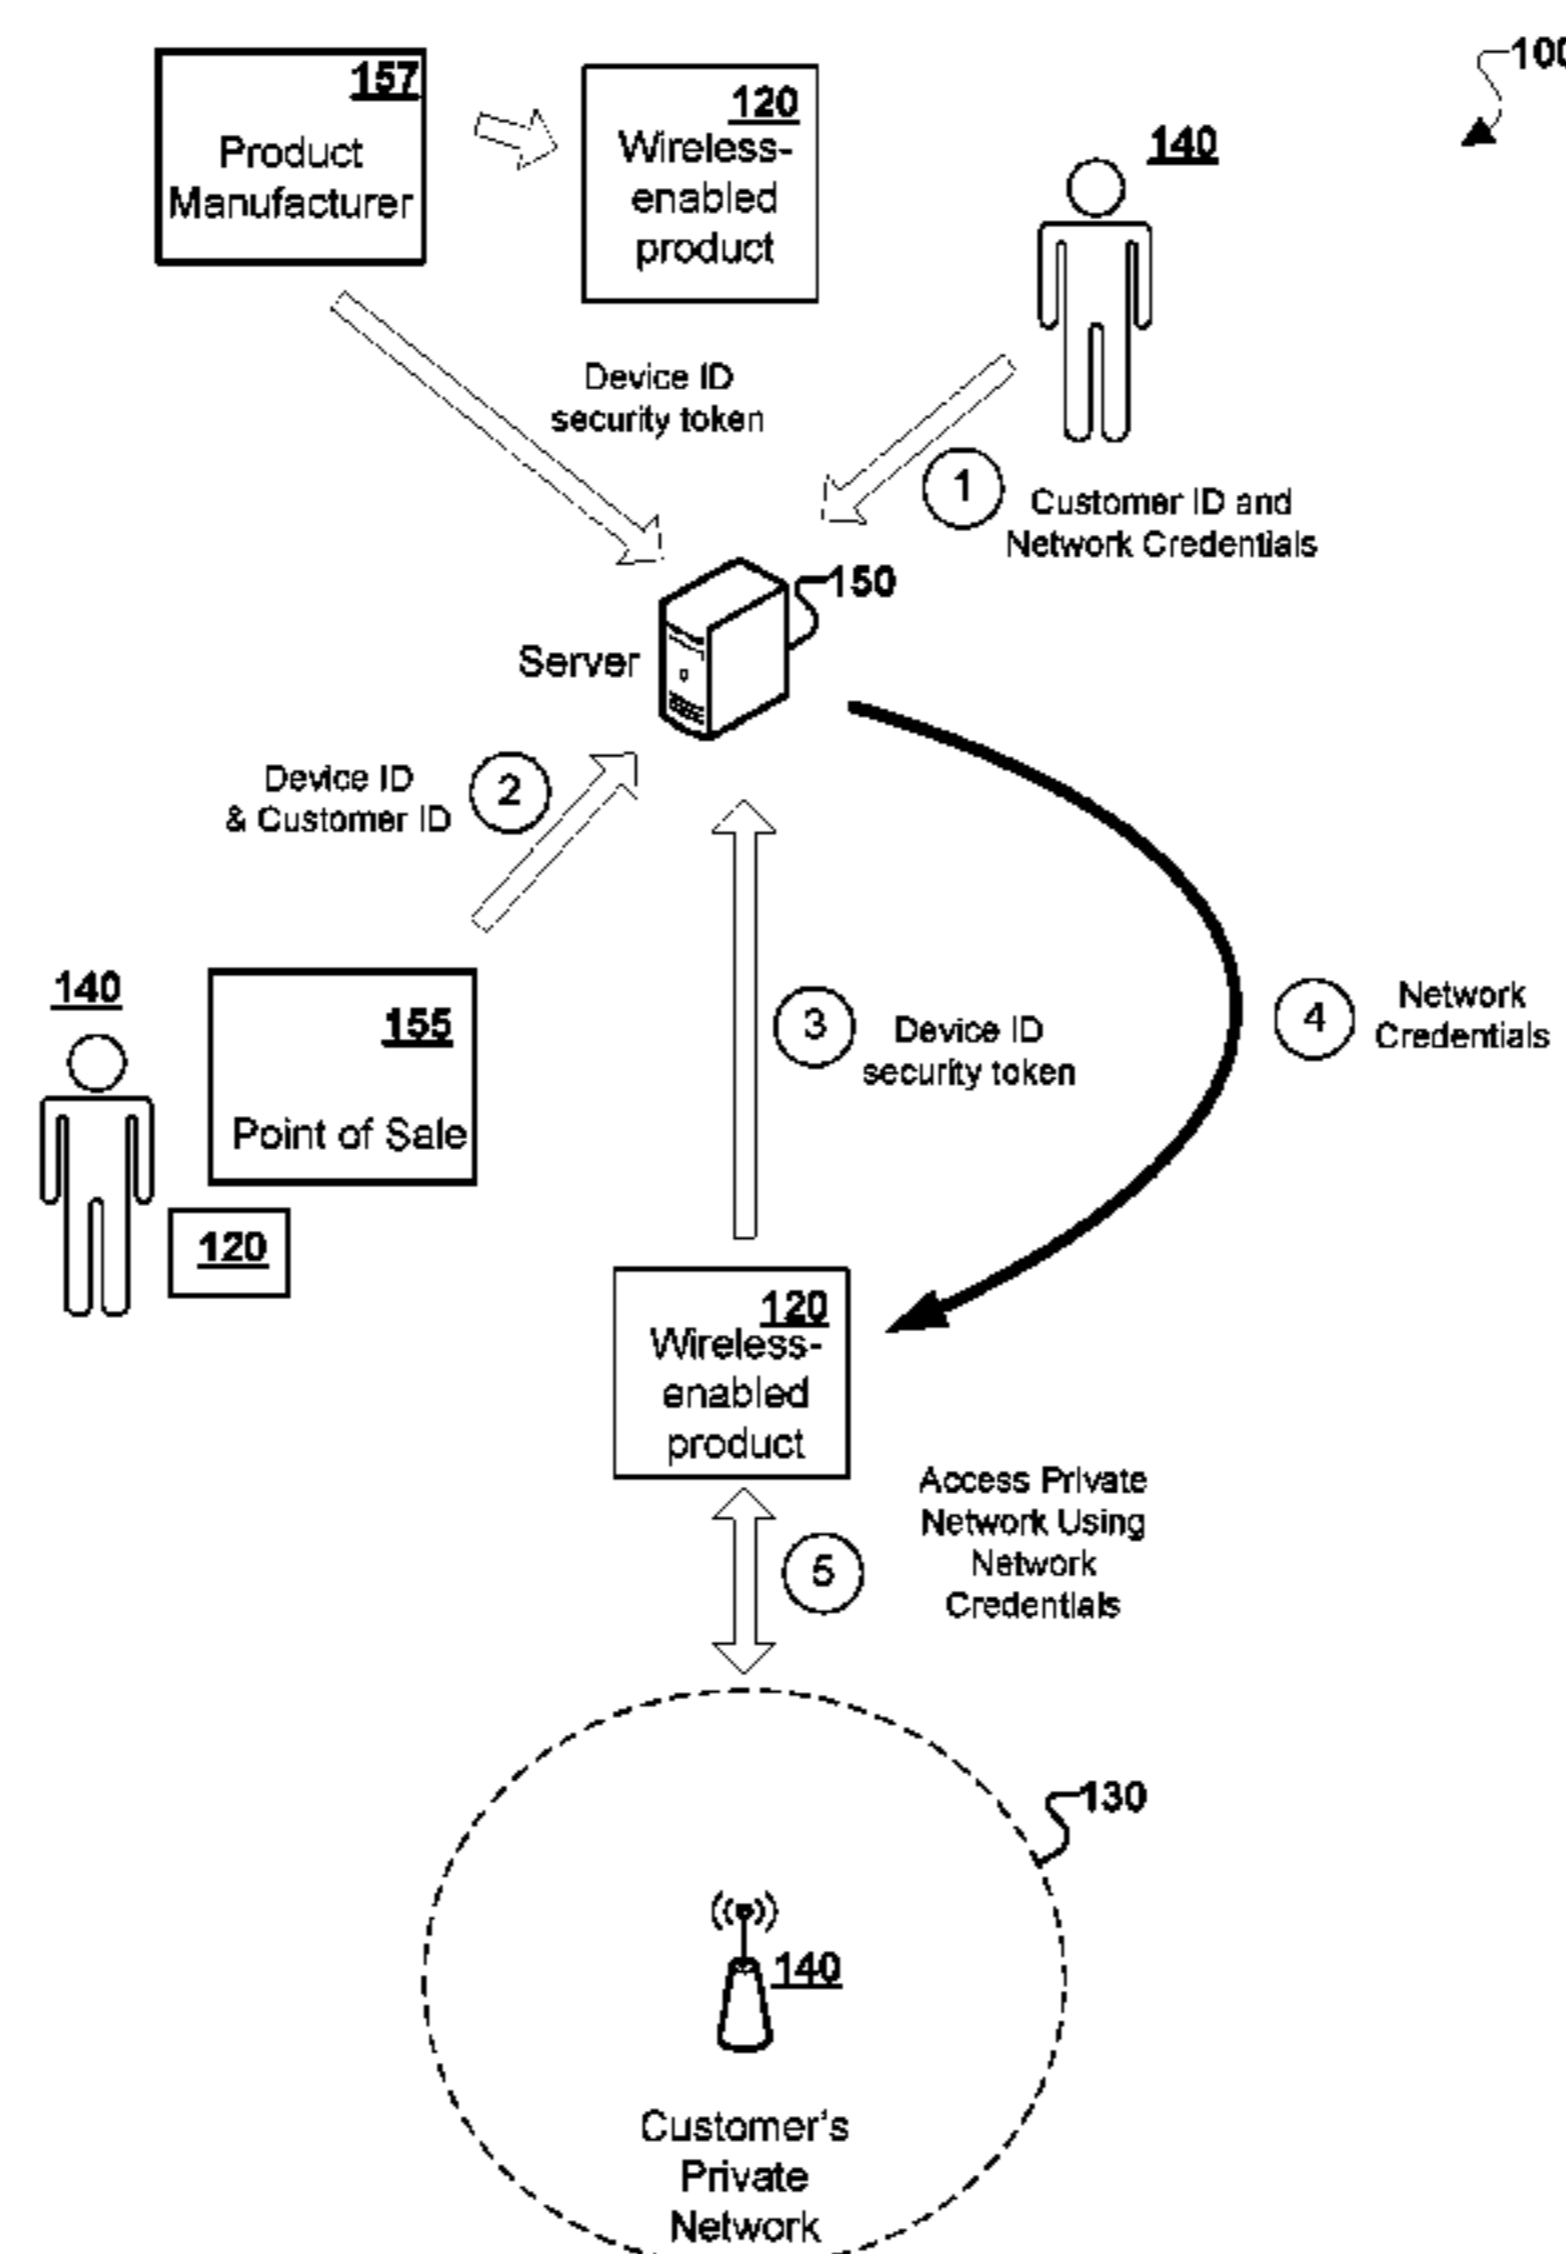 100
157
Product
Manufacturer
120
Wireless-
enabled
product
140
Device ID
security token
1
Customer ID and
Network Credentials
150
Server
Device ID
& Customer ID
2
140
155
Point of Sale
120
3
Device ID
security token
4
Network
Credentials
120
Wireless-
enabled
product
5
Access Private
Network Using
Network
Credentials
130
140
Customer's
Private
Network